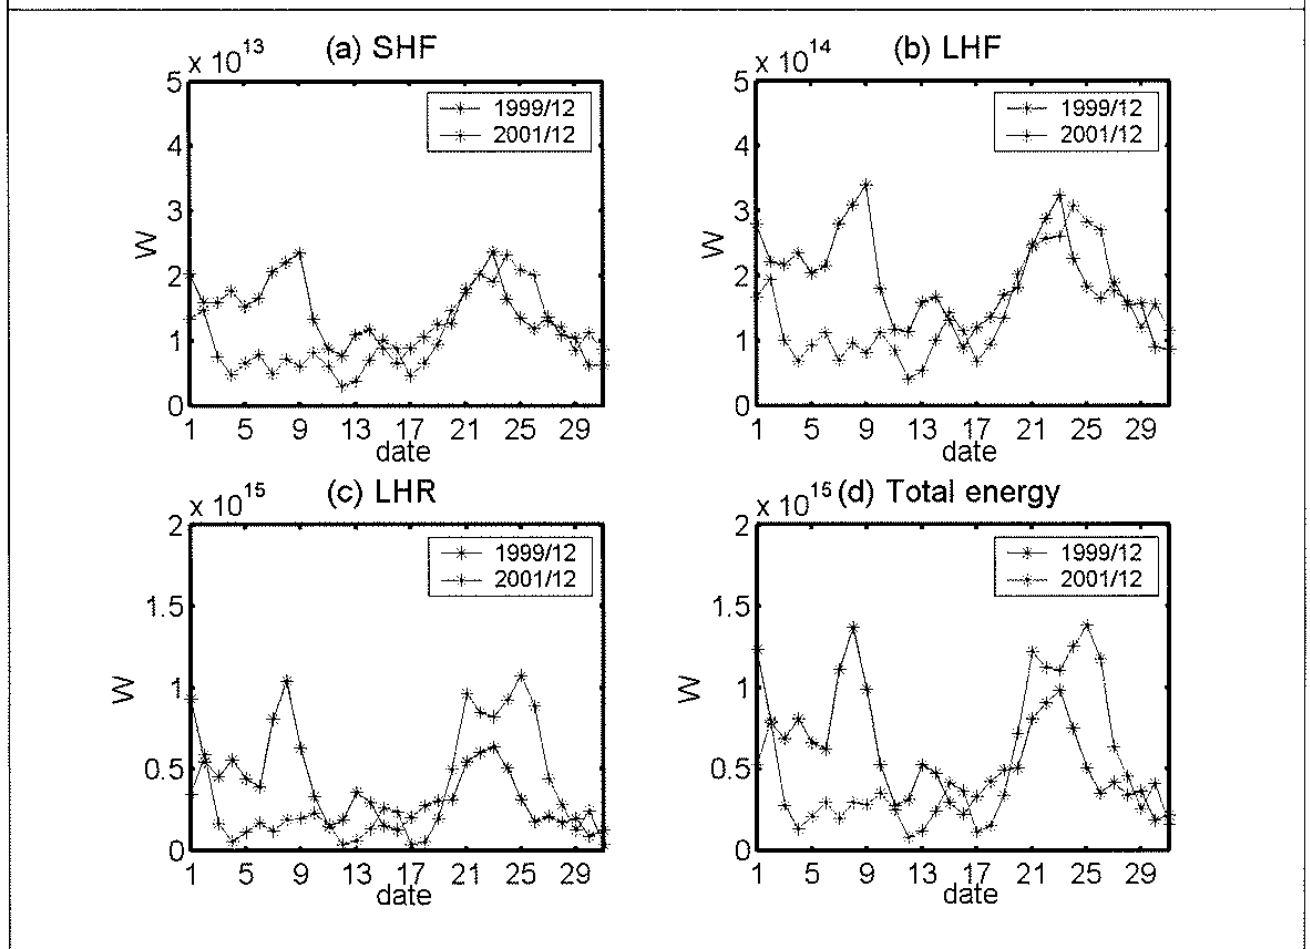 (a) SHF
x 10^13
5
4
3
2
1
0
W
1 5 9 13 17 21 25 29
date
1999/12
2001/12
(b) LHF
x 10^14
5
4
3
2
1
0
W
1 5 9 13 17 21 25 29
date
1999/12
2001/12
(c) LHR
x 10^15
2
1.5
1
0.5
0
W
1 5 9 13 17 21 25 29
date
1999/12
2001/12
x 10^15 (d) Total energy
2
1.5
1
0.5
0
W
1 5 9 13 17 21 25 29
date
1999/12
2001/12